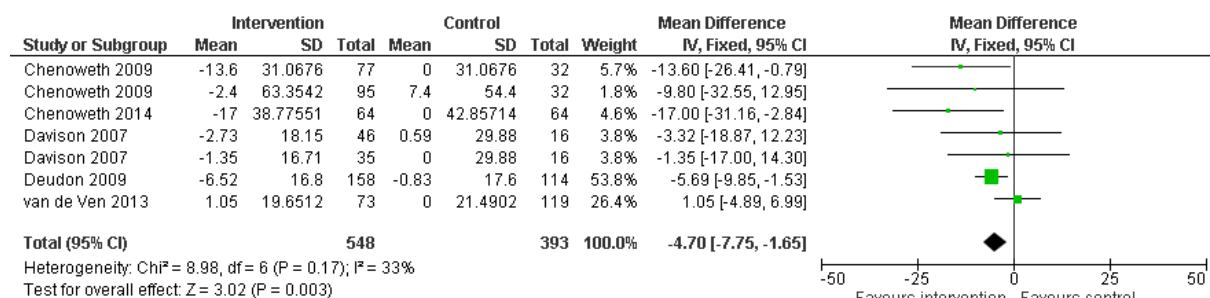 Intervention Control Mean Difference Mean Difference
Study or Subgroup Mean SD Total Mean SD Total Weight IV, Fixed, 95% CI IV, Fixed, 95% CI
Chenoweth 2009 -13.6 31.0676 77 0 31.0676 32 5.7% -13.60 [-26.41, -0.79]
Chenoweth 2009 -2.4 63.3542 95 7.4 54.4 32 1.8% -9.80 [-32.55, 12.95]
Chenoweth 2014 -17 38.77551 64 0 42.85714 64 4.6% -17.00 [-31.16, -2.84]
Davison 2007 -2.73 18.15 46 0.59 29.88 16 3.8% -3.32 [-18.87, 12.23]
Davison 2007 -1.35 16.71 35 0 29.88 16 3.8% -1.35 [-17.00, 14.30]
Deudon 2009 -6.52 16.8 158 -0.83 17.6 114 53.8% -5.69 [-9.85, -1.53]
van de Ven 2013 1.05 19.6512 73 0 21.4902 119 26.4% 1.05 [-4.89, 6.99]
Total (95% CI) 548 393 100.0% -4.70 [-7.75, -1.65]
Heterogeneity: Chi² = 8.98, df = 6 (P = 0.17); I² = 33%
Test for overall effect: Z = 3.02 (P = 0.003)
-50 -25 0 25 50
Favours intervention Favours control